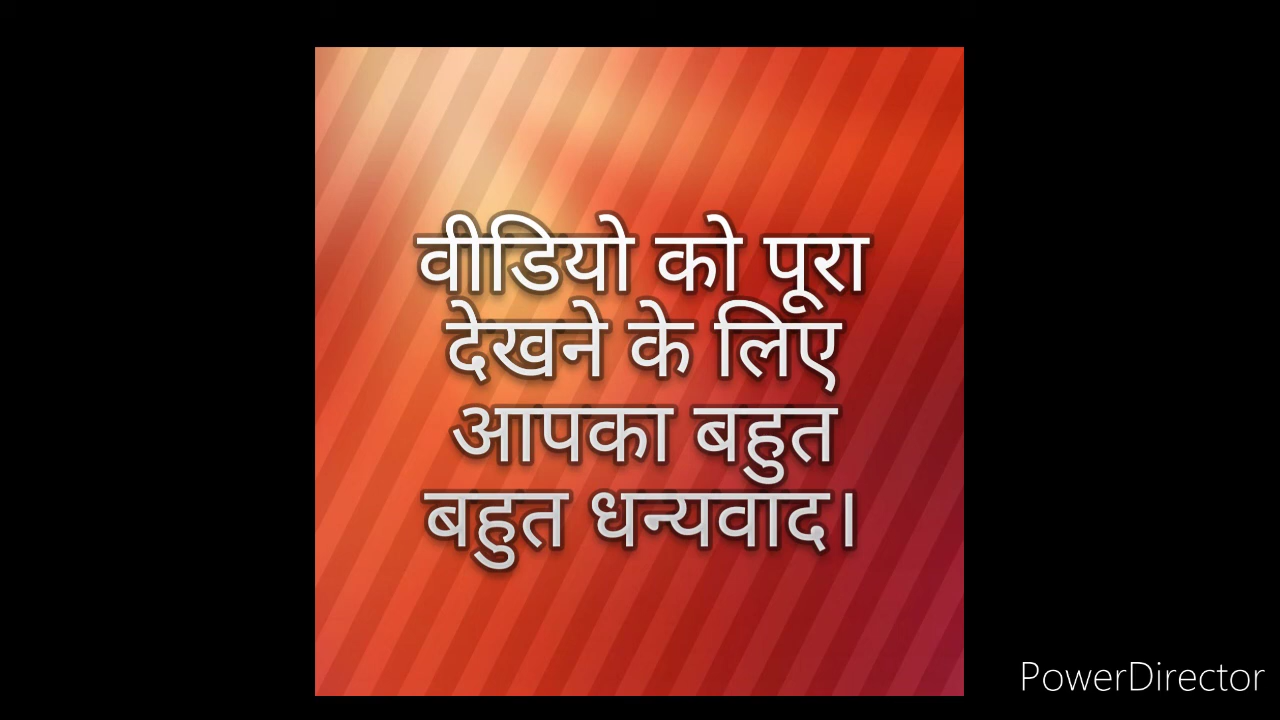 वीडियो को पूरा
देखने के लिए
आपका बहुत
बहुत धन्यवाद।
PowerDirector